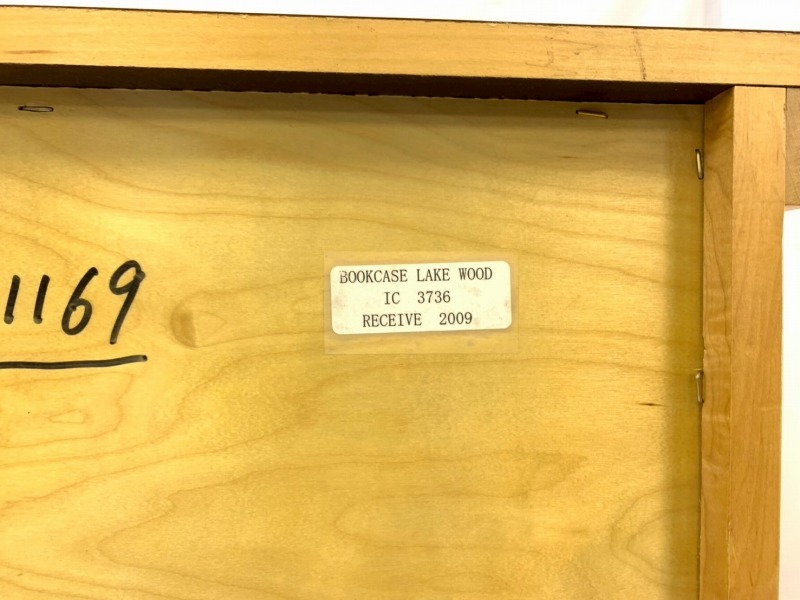 1169
BOOKCASE LAKE WOOD
IC 3736
RECEIVE 2009